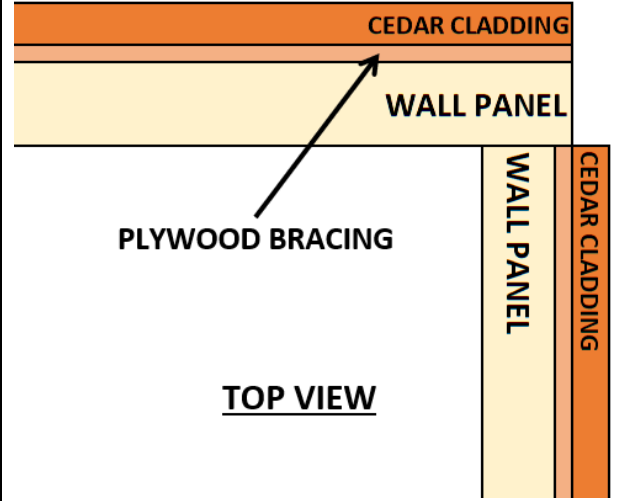 CEDAR CLADDING
WALL PANEL
PLYWOOD BRACING
WALL PANEL
CEDAR CLADDING
TOP VIEW